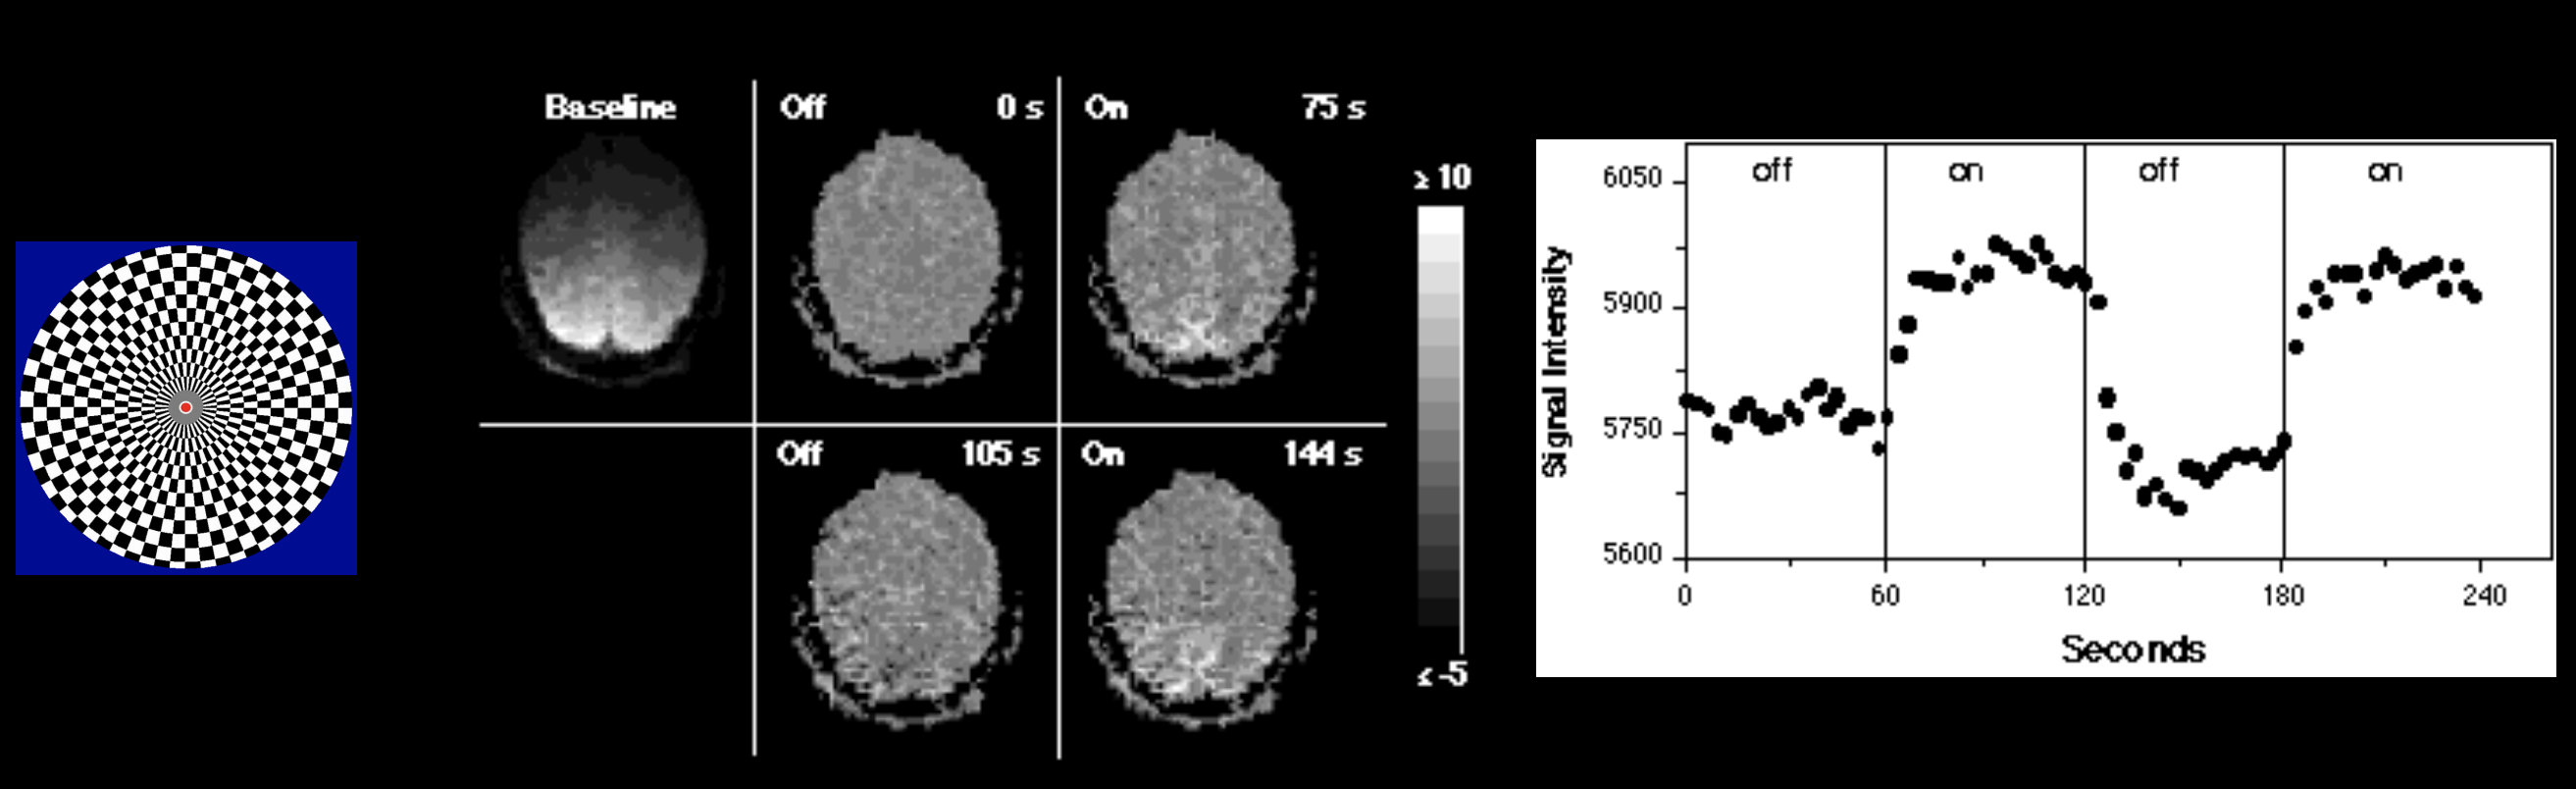 Baseline
Off 0 s
On 75 s
Off 105 s
On 144 s
≥ 10
≤ -5
off on off on
6050
5900
5750
5600
Signal Intensity
0 60 120 180 240
Seconds